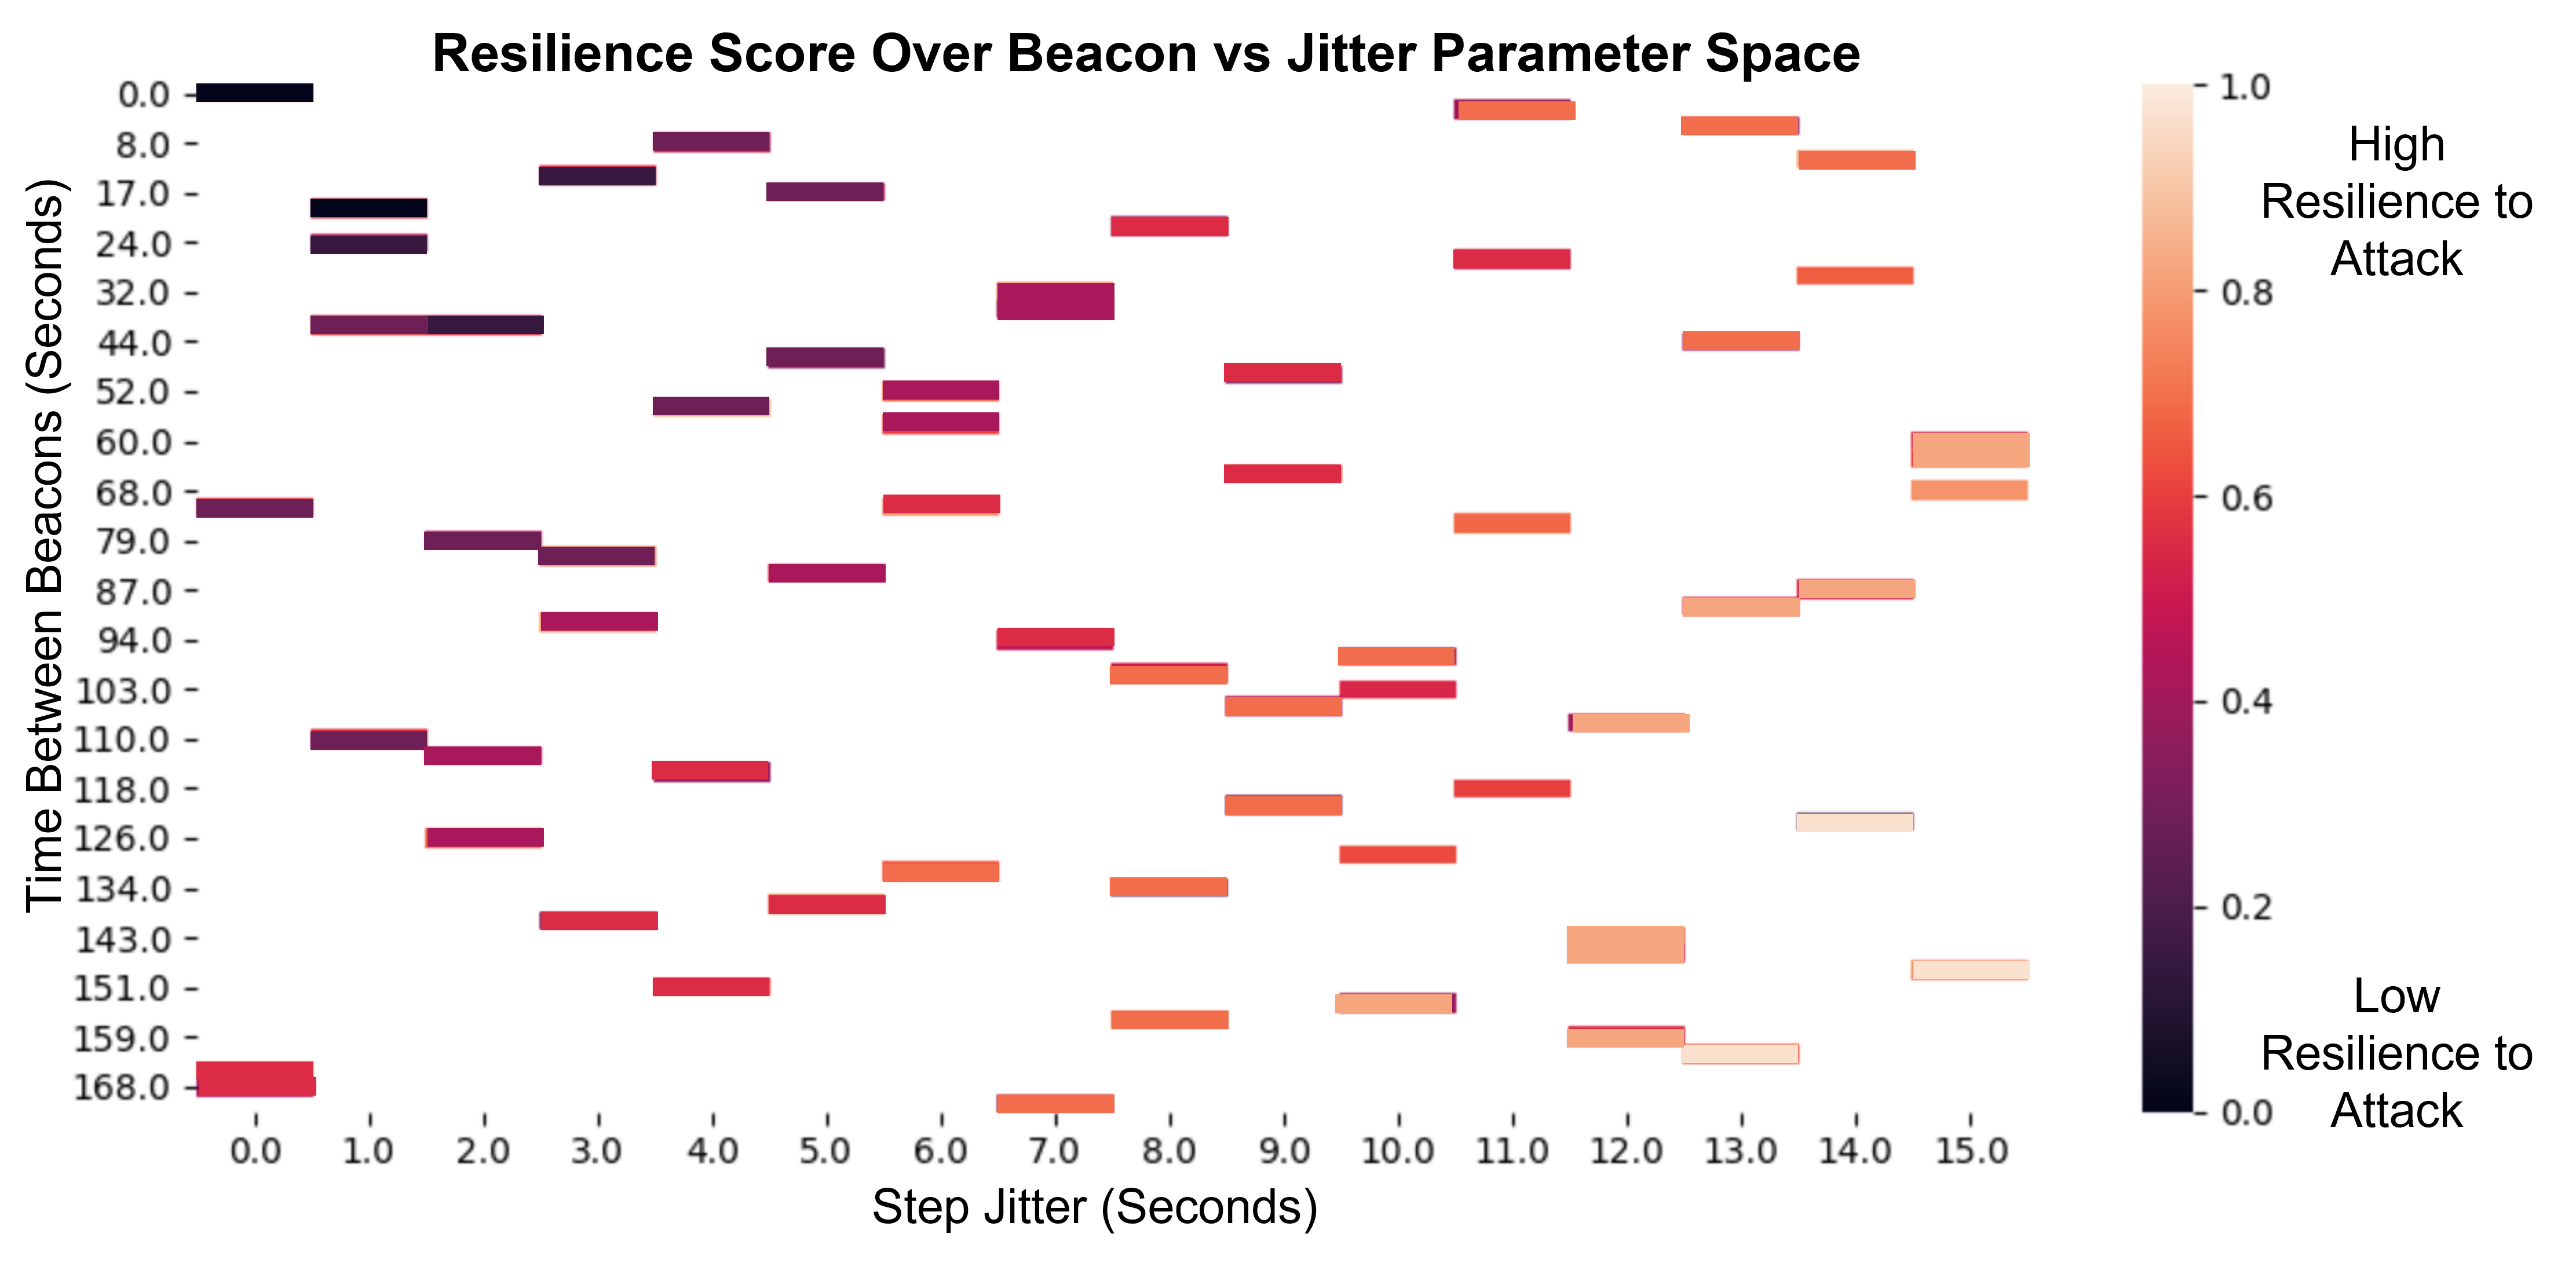 Resilience Score Over Beacon vs Jitter Parameter Space
Time Between Beacons (Seconds)
0.0
8.0
17.0
24.0
32.0
44.0
52.0
60.0
68.0
79.0
87.0
94.0
103.0
110.0
118.0
126.0
134.0
143.0
151.0
159.0
168.0
0.0 1.0 2.0 3.0 4.0 5.0 6.0 7.0 8.0 9.0 10.0 11.0 12.0 13.0 14.0 15.0
Step Jitter (Seconds)
1.0
0.8
0.6
0.4
0.2
0.0
High
Resilience to
Attack
Low
Resilience to
Attack